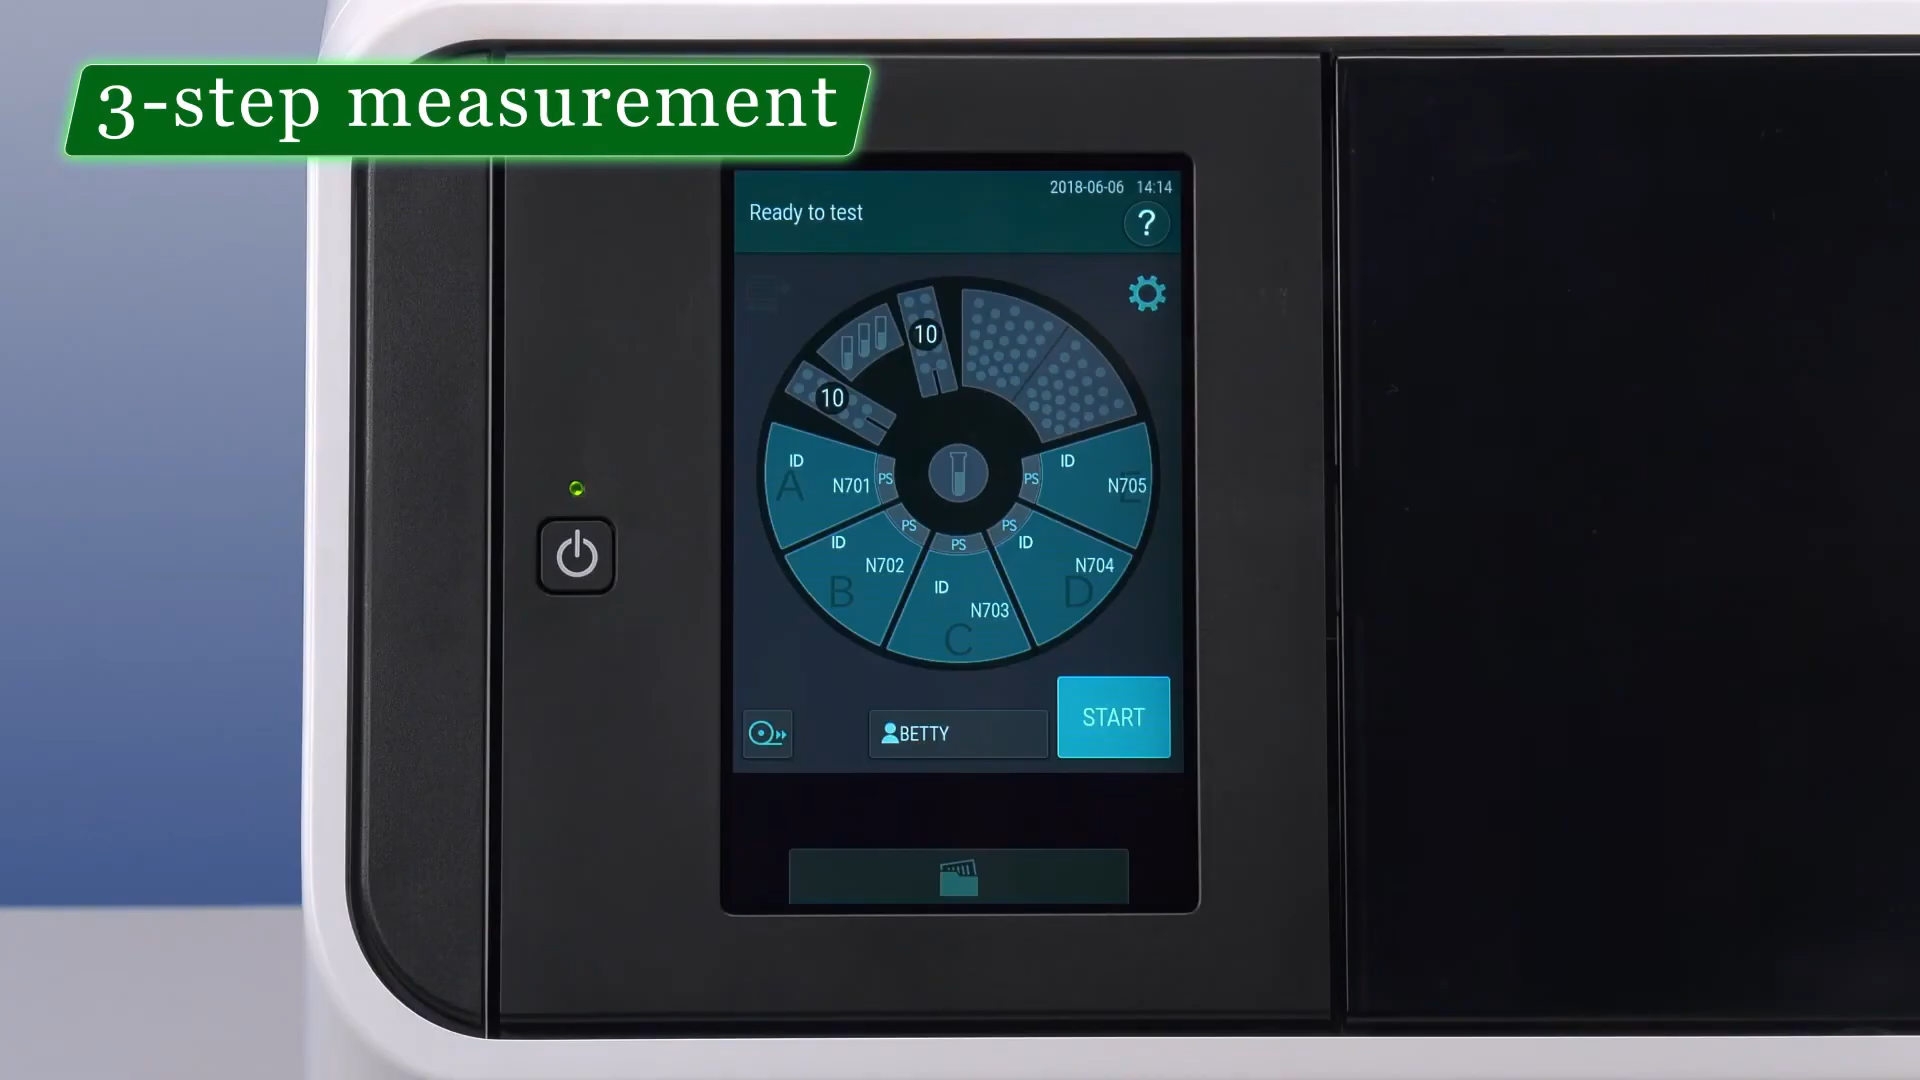 3-step measurement
2018-06-06 14:14
Ready to test
?
10
10
ID
A
N701
PS
ID
B
N702
PS
ID
C
N703
PS
ID
D
N704
PS
ID
E
N705
PS
BETTY
START